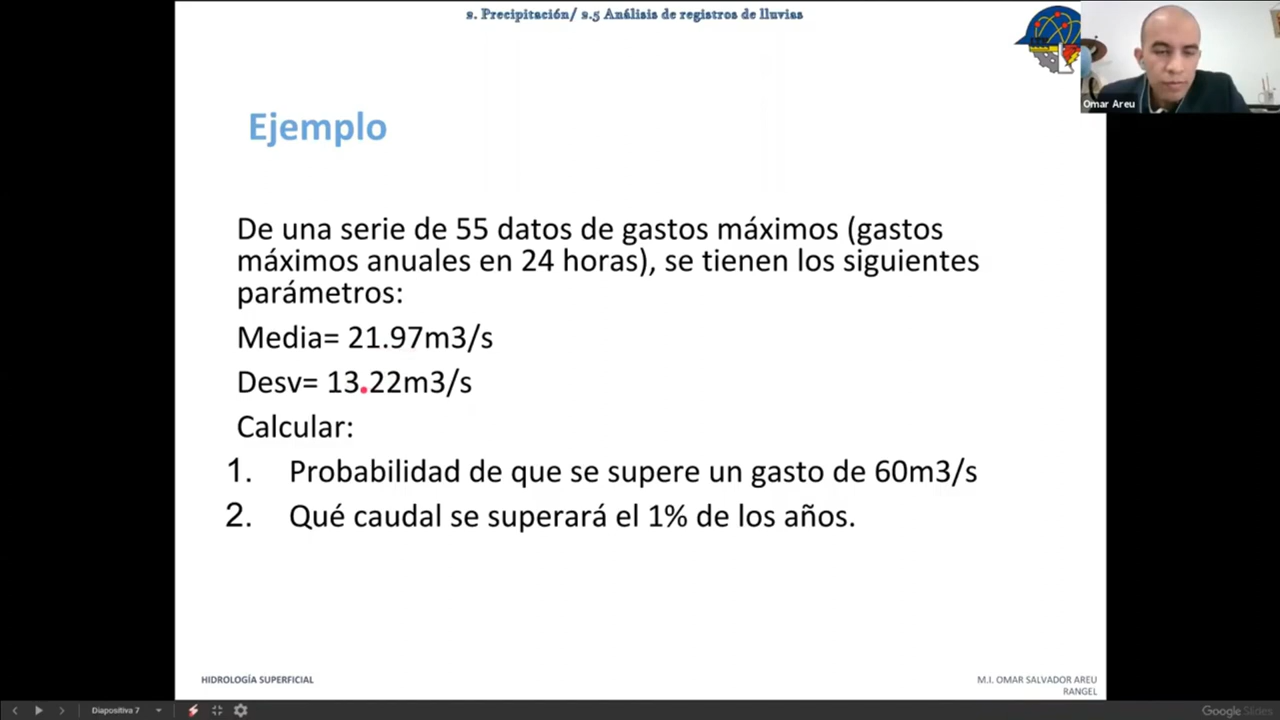 2. Precipitación/ 2.5 Análisis de registros de lluvias
Omar Areu
Ejemplo
De una serie de 55 datos de gastos máximos (gastos
máximos anuales en 24 horas), se tienen los siguientes
parámetros:
Media= 21.97m3/s
Desv= 13.22m3/s
Calcular:
1. Probabilidad de que se supere un gasto de 60m3/s
2. Qué caudal se superará el 1% de los años.
HIDROLOGÍA SUPERFICIAL
M.I. OMAR SALVADOR AREU
RANGEL
Diapositiva 7
Google Slides